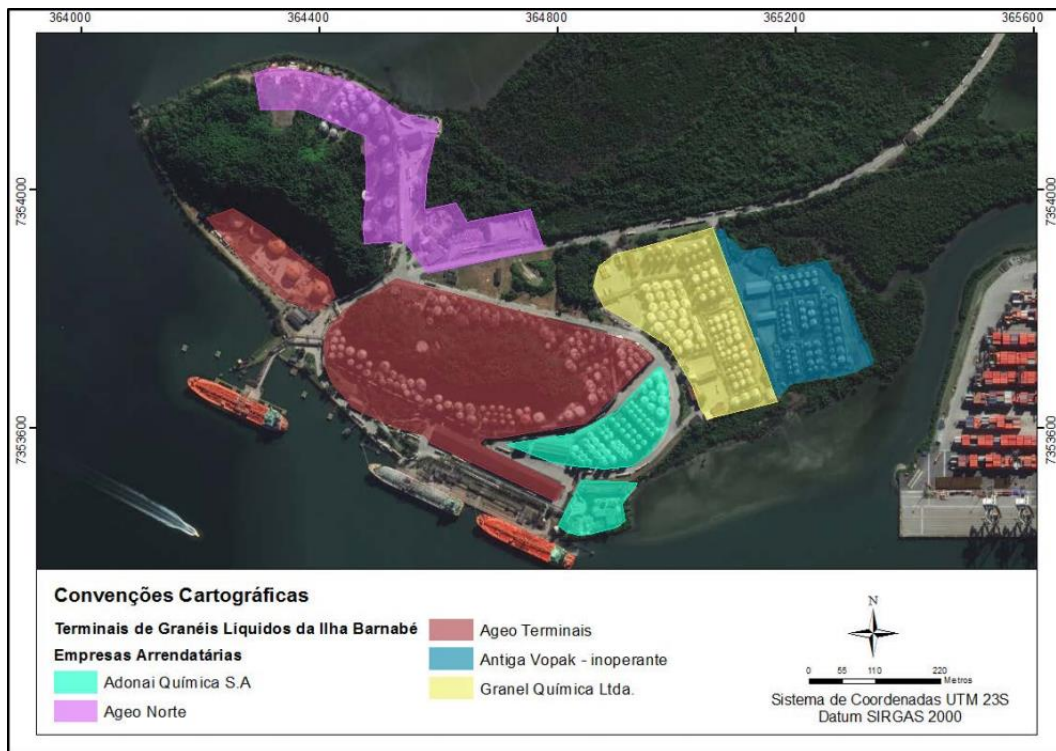 364000 364400 364800 365200 365600
7354000 7354000
7353600 7353600
Convenções Cartográficas
Terminais de Granéis Líquidos da Ilha Barnabé
Empresas Arrendatárias
Adonai Química S.A
Ageo Norte
Ageo Terminais
Antiga Vopak - inoperante
Granel Química Ltda.
N
0 55 110 220
Metros
Sistema de Coordenadas UTM 23S
Datum SIRGAS 2000